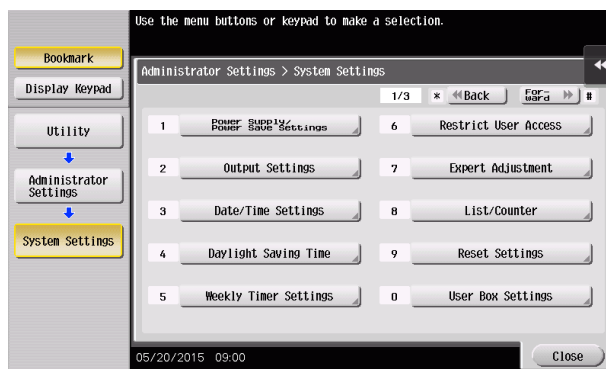 Use the menu buttons or keypad to make a selection.
Bookmark
Display Keypad
Utility
Administrator
Settings
System Settings
Administrator Settings > System Settings
1/3 * Back For-
ward #
1 Power Supply/
Power Save Settings
6 Restrict User Access
2 Output Settings
7 Expert Adjustment
3 Date/Time Settings
8 List/Counter
4 Daylight Saving Time
9 Reset Settings
5 Weekly Timer Settings
0 User Box Settings
05/20/2015 09:00
Close